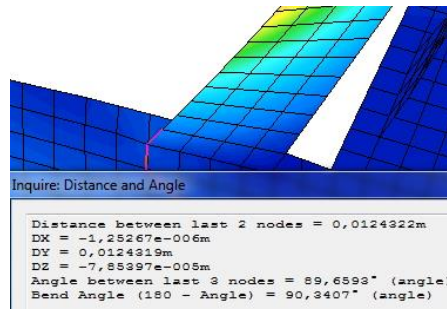 Inquire: Distance and Angle
Distance between last 2 nodes = 0,0124322m
DX = -1,25267e-006m
DY = 0,0124319m
DZ = -7,85397e-005m
Angle between last 3 nodes = 89,6593° (angle)
Bend Angle (180 - Angle) = 90,3407° (angle)